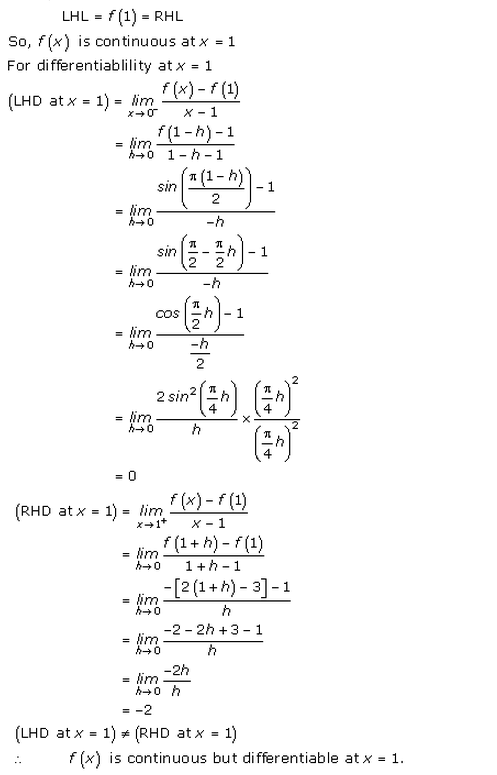 LHL = f(1) = RHL
So, f(x) is continuous at x = 1
For differentiablility at x = 1
(LHD at x = 1) = lim x→0⁻ (f(x) − f(1))/(x − 1)
= lim h→0 (f(1 − h) − 1)/(1 − h − 1)
= lim h→0 (sin(π(1 − h)/2) − 1)/(−h)
= lim h→0 (sin(π/2 − π/2 h) − 1)/(−h)
= lim h→0 (cos(π/2 h) − 1)/(−h/2)
= lim h→0 (2 sin²(π/4 h))/h × (π/4 h)²/(π/4 h)²
= 0
(RHD at x = 1) = lim x→1⁺ (f(x) − f(1))/(x − 1)
= lim h→0 (f(1 + h) − f(1))/(1 + h − 1)
= lim h→0 (−[2(1 + h) − 3] − 1)/h
= lim h→0 (−2 − 2h + 3 − 1)/h
= lim h→0 (−2h)/h
= −2
(LHD at x = 1) ≠ (RHD at x = 1)
∴ f(x) is continuous but differentiable at x = 1.